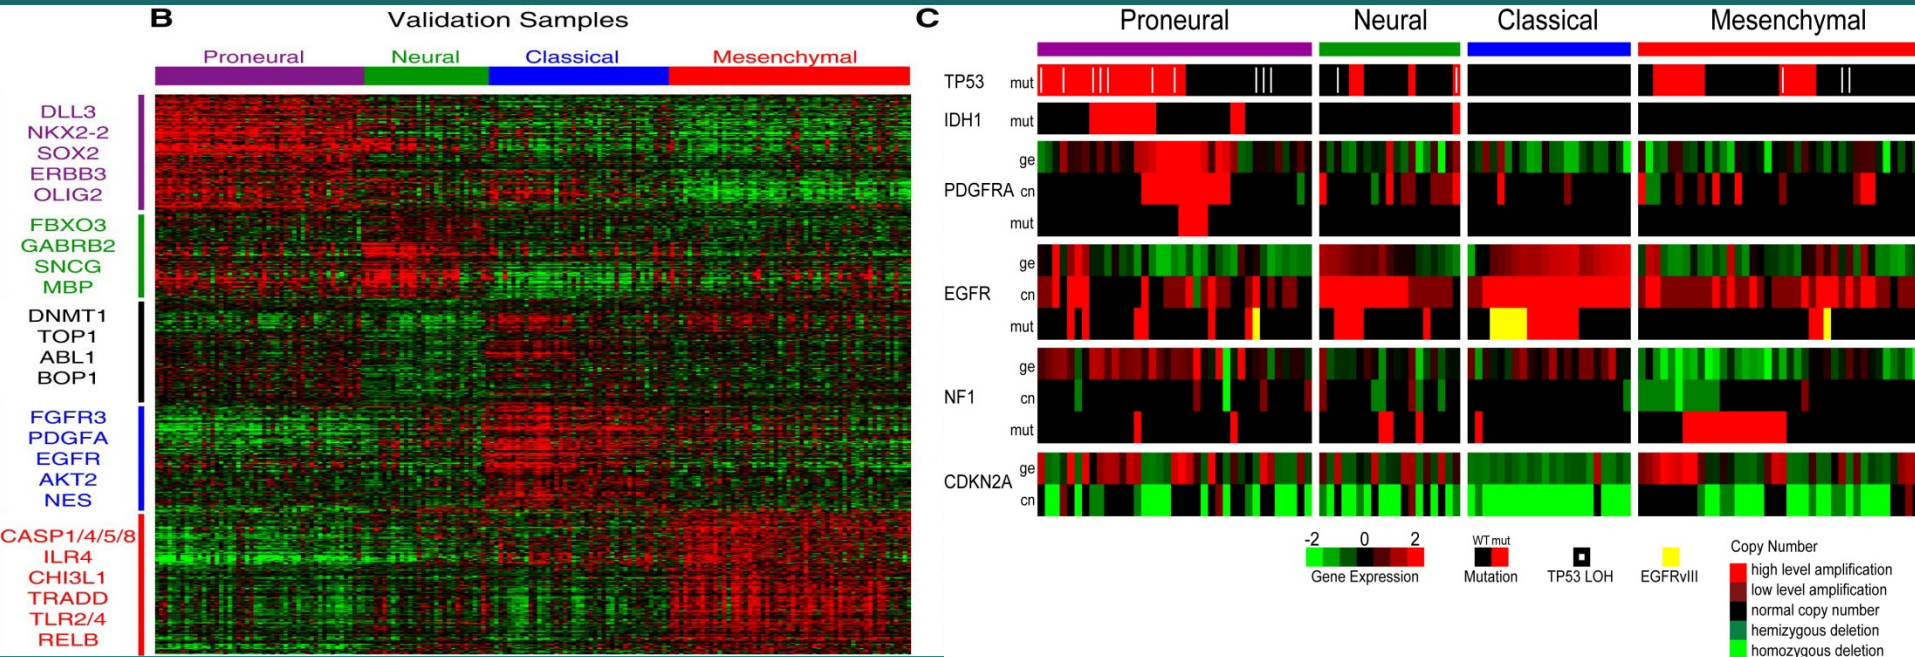 B
Validation Samples
Proneural
Neural
Classical
Mesenchymal
DLL3
NKX2-2
SOX2
ERBB3
OLIG2
FBXO3
GABRB2
SNCG
MBP
DNMT1
TOP1
ABL1
BOP1
FGFR3
PDGFA
EGFR
AKT2
NES
CASP1/4/5/8
ILR4
CHI3L1
TRADD
TLR2/4
RELB
C
Proneural
Neural
Classical
Mesenchymal
TP53 mut
IDH1 mut
ge
PDGFRA cn
mut
ge
EGFR cn
mut
ge
NF1 cn
mut
CDKN2A ge
cn
-2 0 2
Gene Expression
WT mut
Mutation
TP53 LOH
EGFRvIII
Copy Number
high level amplification
low level amplification
normal copy number
hemizygous deletion
homozygous deletion